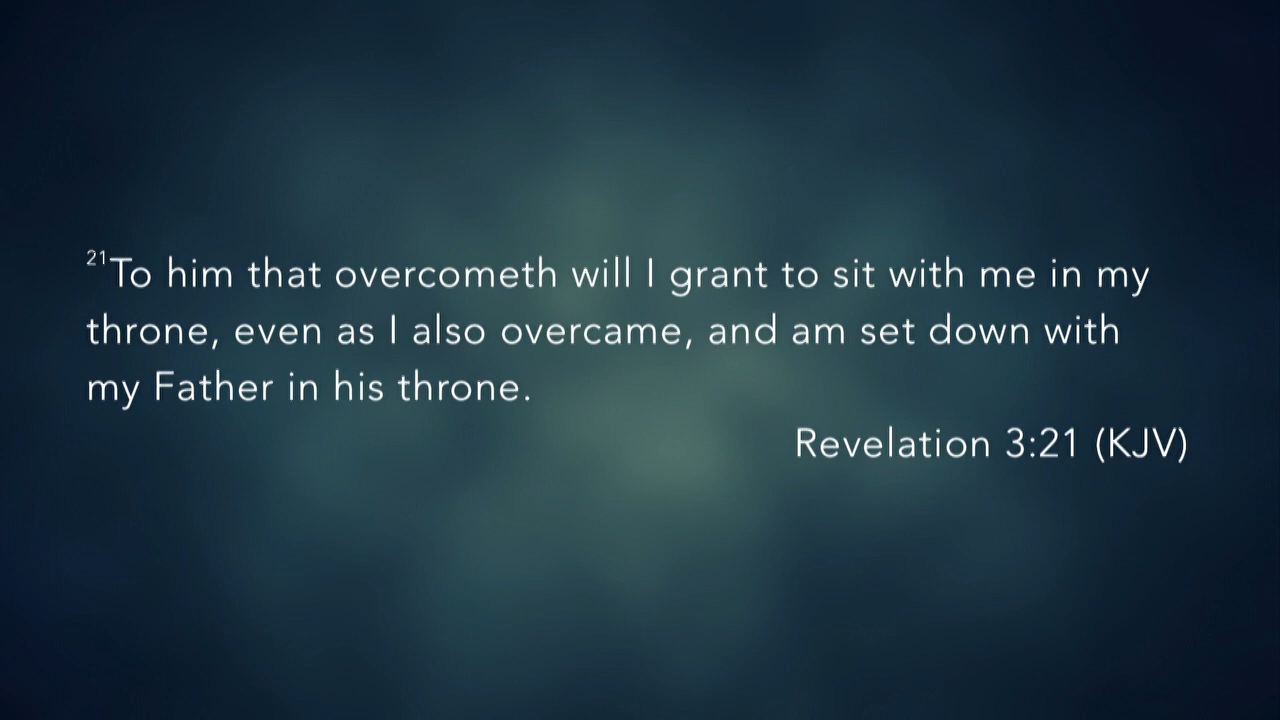 ²¹To him that overcometh will I grant to sit with me in my
throne, even as I also overcame, and am set down with
my Father in his throne.
Revelation 3:21 (KJV)